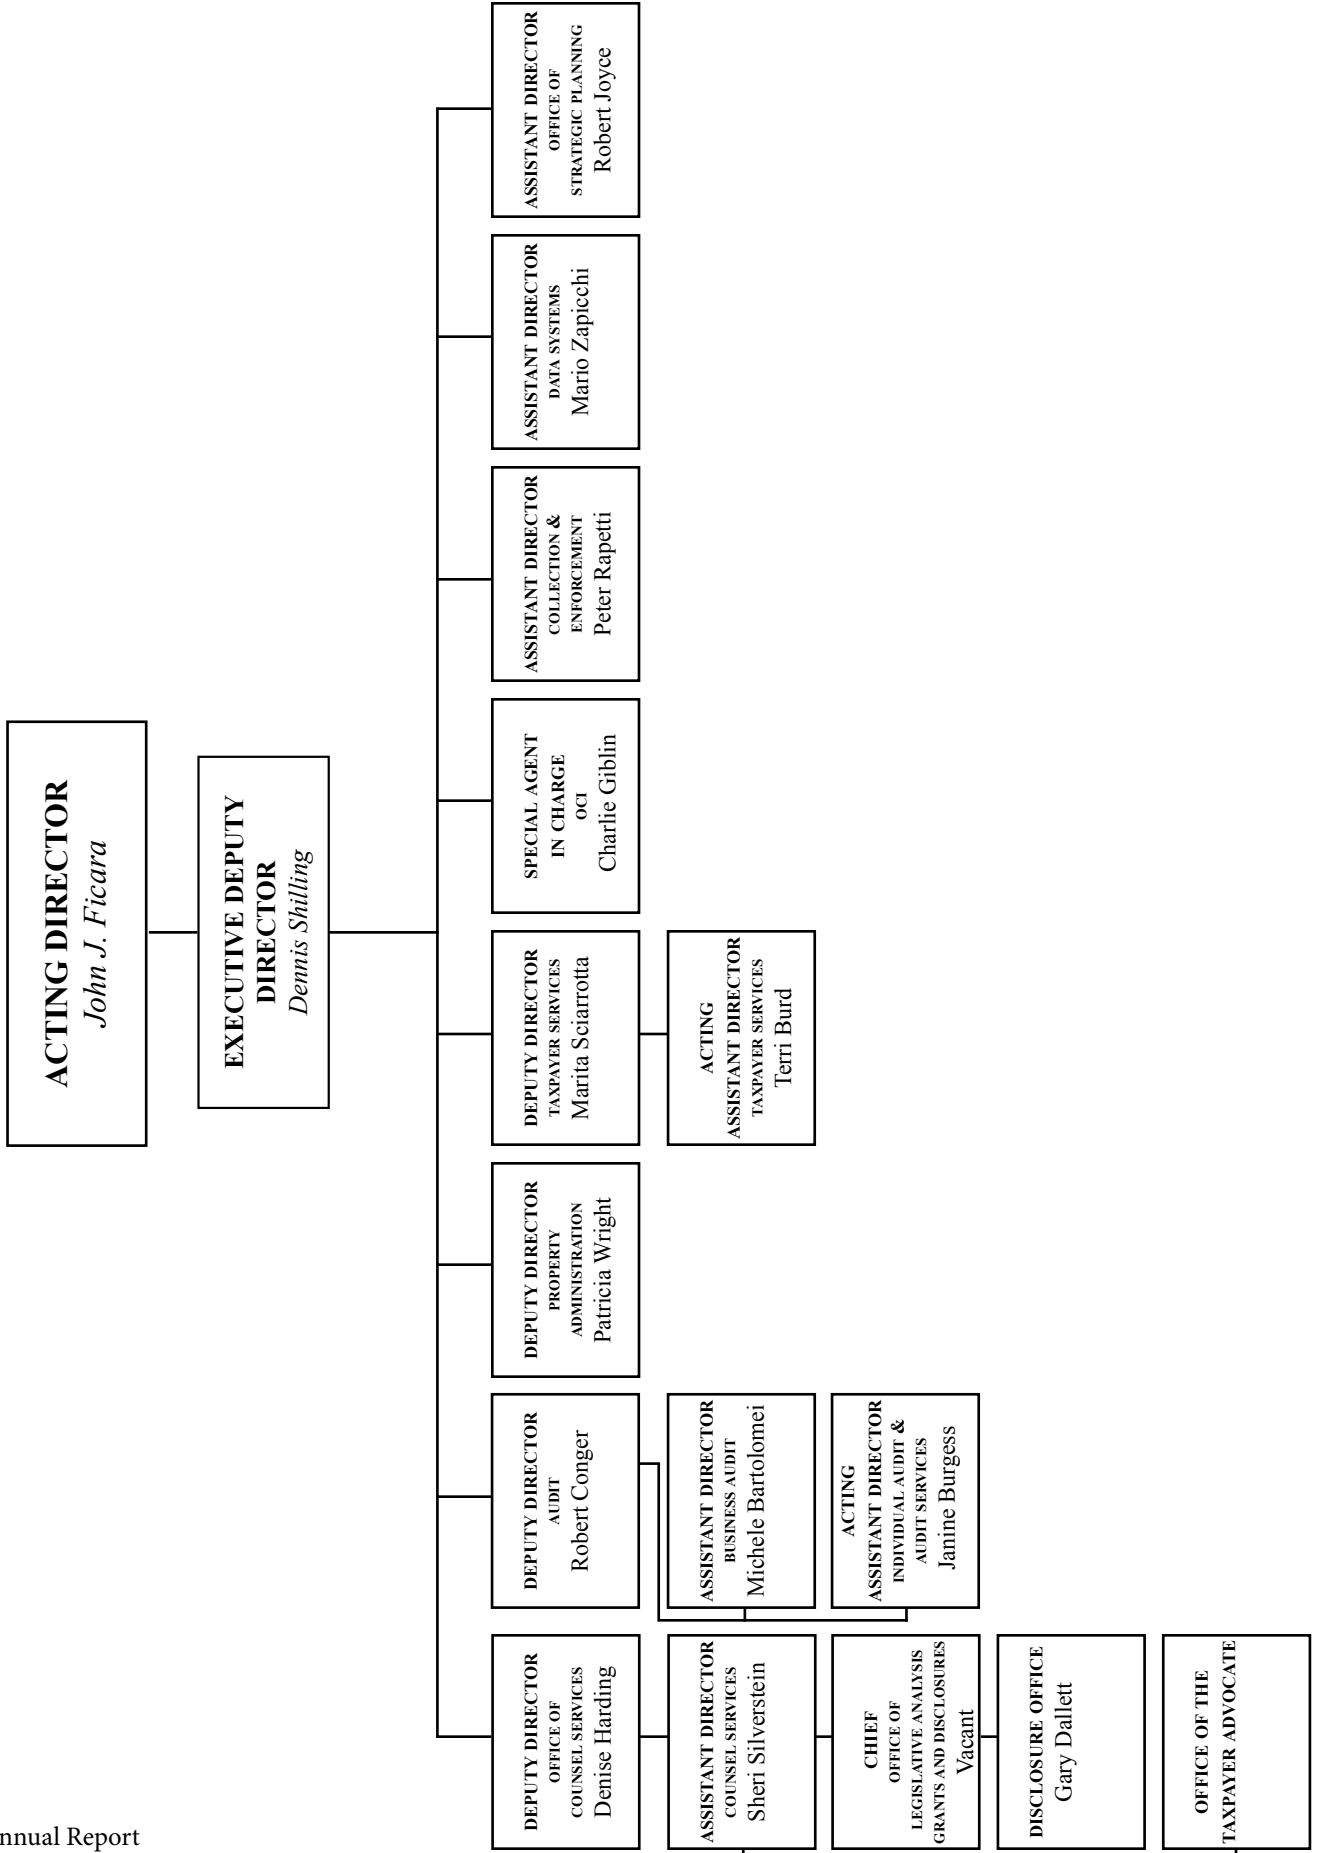 ACTING DIRECTOR
John J. Ficara
EXECUTIVE DEPUTY
DIRECTOR
Dennis Shilling
DEPUTY DIRECTOR
OFFICE OF
COUNSEL SERVICES
Denise Harding
DEPUTY DIRECTOR
AUDIT
Robert Conger
DEPUTY DIRECTOR
PROPERTY
ADMINISTRATION
Patricia Wright
DEPUTY DIRECTOR
TAXPAYER SERVICES
Marita Sciarrotta
SPECIAL AGENT
IN CHARGE
OCI
Charlie Giblin
ASSISTANT DIRECTOR
COLLECTION &
ENFORCEMENT
Peter Rapetti
ASSISTANT DIRECTOR
DATA SYSTEMS
Mario Zapicchi
ASSISTANT DIRECTOR
OFFICE OF
STRATEGIC PLANNING
Robert Joyce
ASSISTANT DIRECTOR
COUNSEL SERVICES
Sheri Silverstein
ASSISTANT DIRECTOR
BUSINESS AUDIT
Michele Bartolomei
ACTING
ASSISTANT DIRECTOR
TAXPAYER SERVICES
Terri Burd
CHIEF
OFFICE OF
LEGISLATIVE ANALYSIS
GRANTS AND DISCLOSURES
Vacant
ACTING
ASSISTANT DIRECTOR
INDIVIDUAL AUDIT &
AUDIT SERVICES
Janine Burgess
DISCLOSURE OFFICE
Gary Dallett
OFFICE OF THE
TAXPAYER ADVOCATE
nnual Report